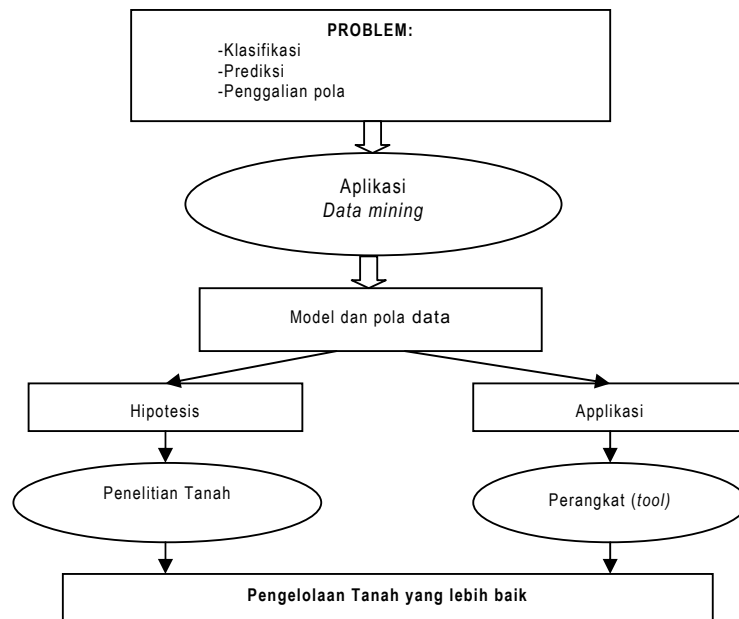 PROBLEM:
-Klasifikasi
-Prediksi
-Penggalian pola
Aplikasi
Data mining
Model dan pola data
Hipotesis
Applikasi
Penelitian Tanah
Perangkat (tool)
Pengelolaan Tanah yang lebih baik